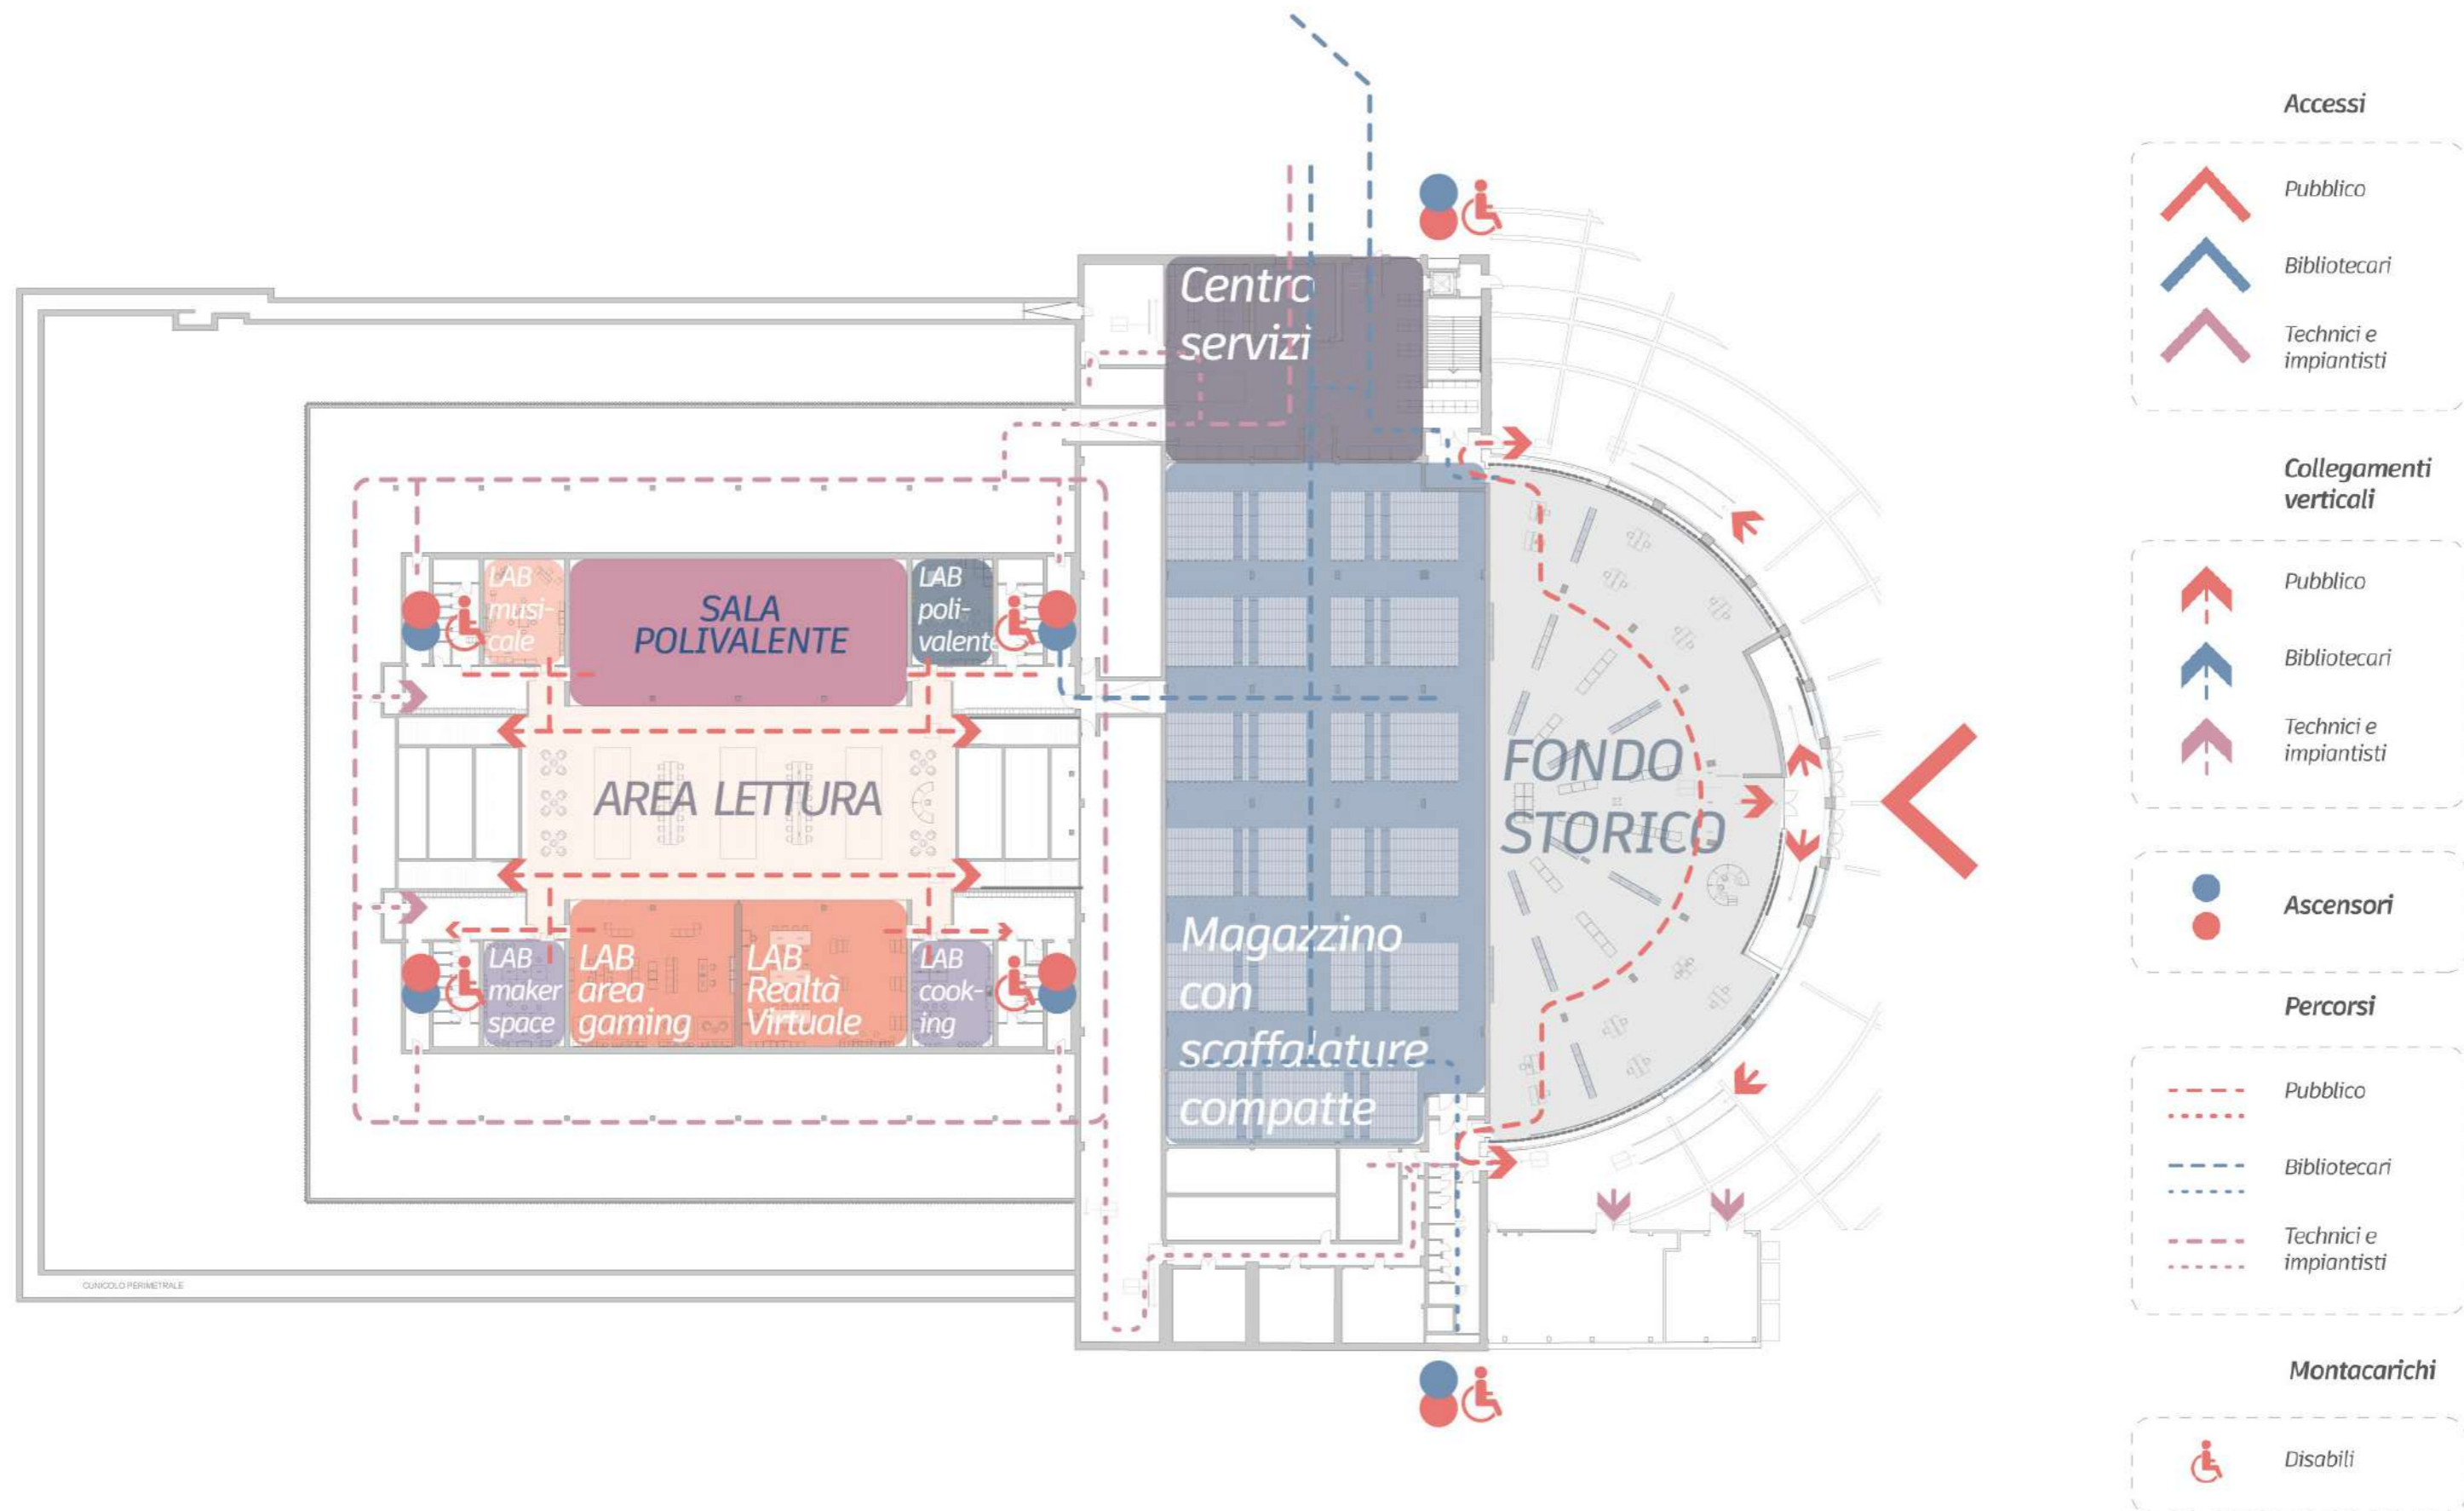 Centro
servizi
LAB
musi-
cale
SALA
POLIVALENTE
LAB
poli-
valente
AREA LETTURA
FONDO
STORICO
LAB
maker
space
LAB
area
gaming
LAB
Realtà
Virtuale
LAB
cook-
ing
Magazzino
con
scaffalature
compatte
CUNICOLO PERIMETRALE
Accessi
Pubblico
Bibliotecari
Technici e
impiantisti
Collegamenti
verticali
Pubblico
Bibliotecari
Technici e
impiantisti
Ascensori
Percorsi
Pubblico
Bibliotecari
Technici e
impiantisti
Montacarichi
Disabili